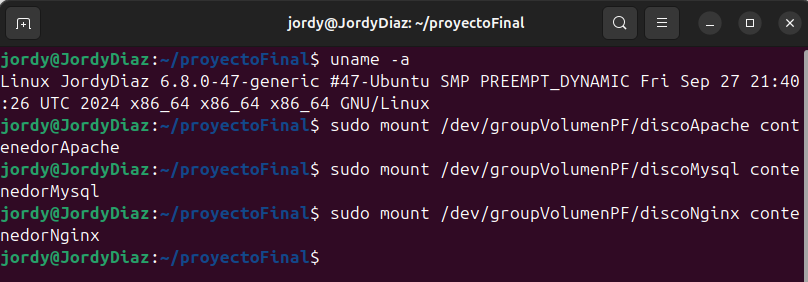 jordy@JordyDiaz: ~/proyectoFinal
jordy@JordyDiaz:~/proyectoFinal$ uname -a
Linux JordyDiaz 6.8.0-47-generic #47-Ubuntu SMP PREEMPT_DYNAMIC Fri Sep 27 21:40
:26 UTC 2024 x86_64 x86_64 x86_64 GNU/Linux
jordy@JordyDiaz:~/proyectoFinal$ sudo mount /dev/groupVolumenPF/discoApache cont
enedorApache
jordy@JordyDiaz:~/proyectoFinal$ sudo mount /dev/groupVolumenPF/discoMysql conte
nedorMysql
jordy@JordyDiaz:~/proyectoFinal$ sudo mount /dev/groupVolumenPF/discoNginx conte
nedorNginx
jordy@JordyDiaz:~/proyectoFinal$